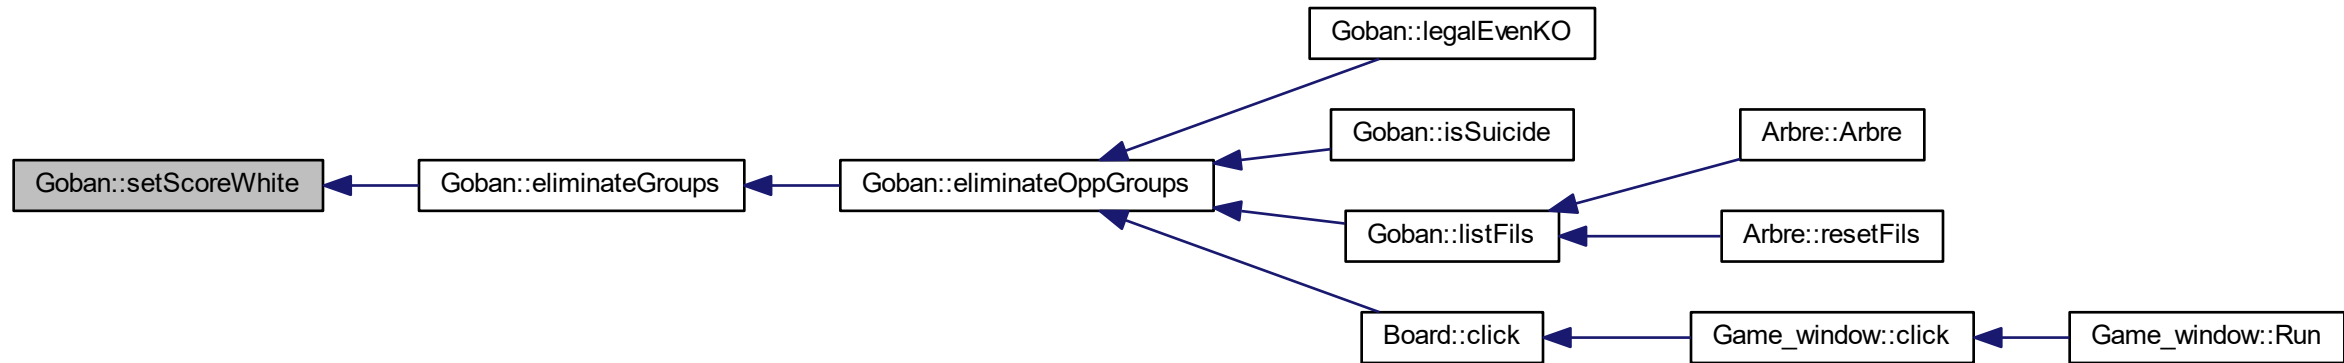 Goban::legalEvenKO
Goban::isSuicide
Arbre::Arbre
Goban::setScoreWhite
Goban::eliminateGroups
Goban::eliminateOppGroups
Goban::listFils
Arbre::resetFils
Board::click
Game_window::click
Game_window::Run